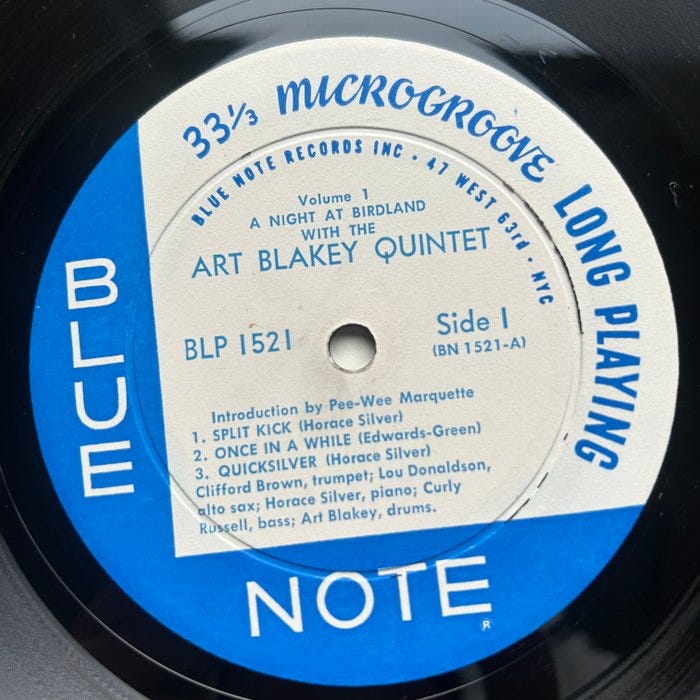 33⅓ MICROGROOVE LONG PLAYING
BLUE NOTE RECORDS INC · 47 WEST 63rd · NYC
Volume 1
A NIGHT AT BIRDLAND
WITH THE
ART BLAKEY QUINTET
BLP 1521
Side 1
(BN 1521-A)
Introduction by Pee-Wee Marquette
1. SPLIT KICK (Horace Silver)
2. ONCE IN A WHILE (Edwards-Green)
3. QUICKSILVER (Horace Silver)
Clifford Brown, trumpet; Lou Donaldson,
alto sax; Horace Silver, piano; Curly
Russell, bass; Art Blakey, drums.
BLUE
NOTE
®